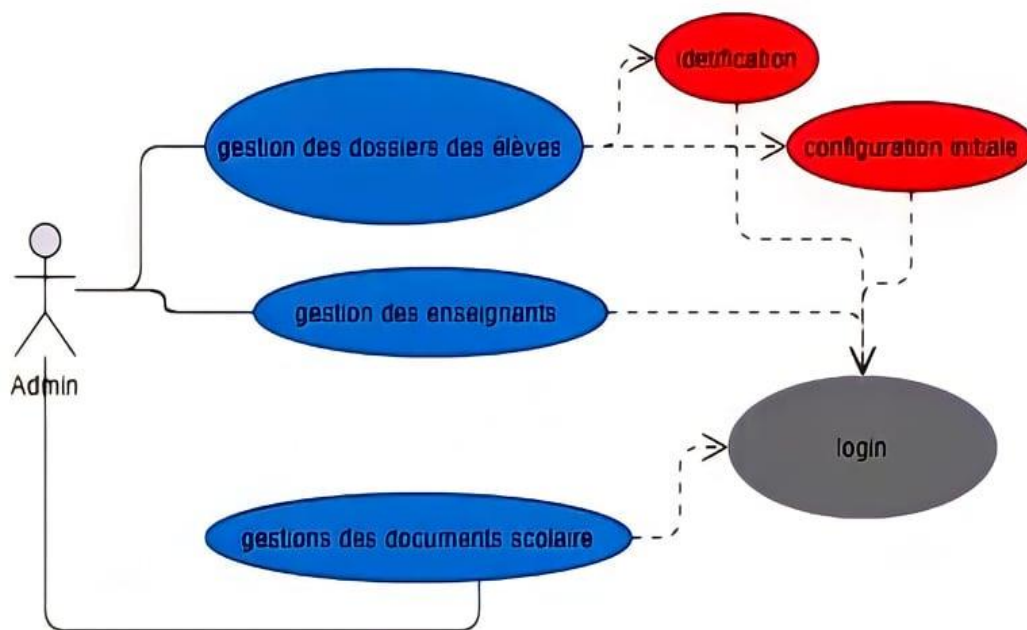 idetification
gestion des dossiers des élèves
configuration initiale
gestion des enseignants
Admin
login
gestions des documents scolaire